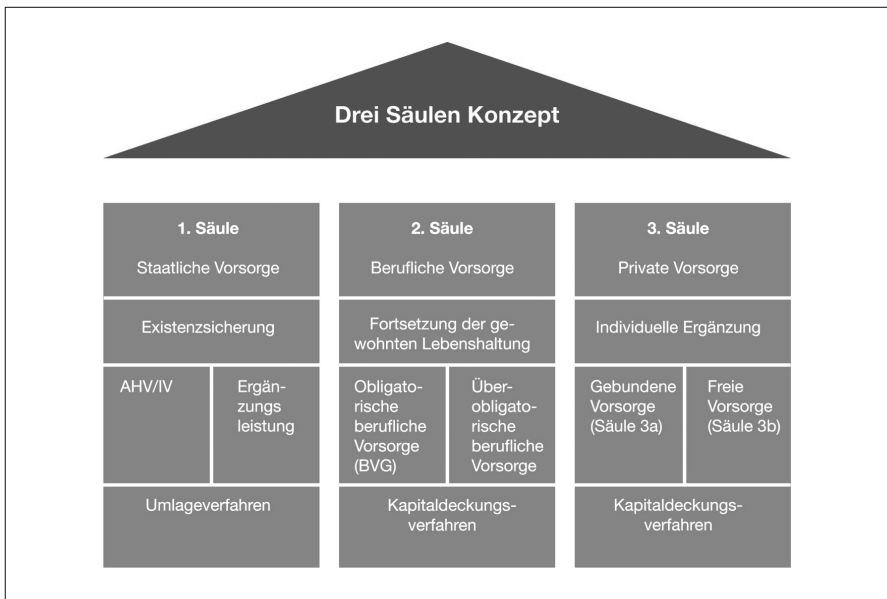 Drei Säulen Konzept
1. Säule
Staatliche Vorsorge
Existenzsicherung
AHV/IV
Ergän-
zungs
leistung
Umlageverfahren
2. Säule
Berufliche Vorsorge
Fortsetzung der ge-
wohnten Lebenshaltung
Obligato-
rische
berufliche
Vorsorge
(BVG)
Über-
obligato-
rische
berufliche
Vorsorge
Kapitaldeckungs-
verfahren
3. Säule
Private Vorsorge
Individuelle Ergänzung
Gebundene
Vorsorge
(Säule 3a)
Freie
Vorsorge
(Säule 3b)
Kapitaldeckungs-
verfahren